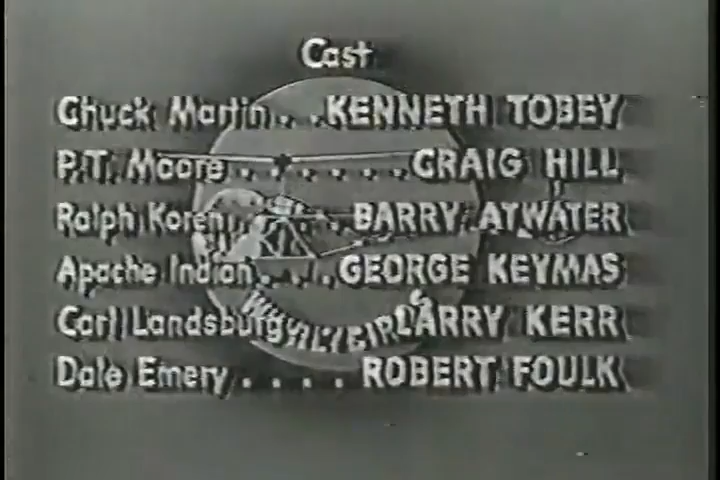 Cast
Chuck Martin. . .KENNETH TOBEY
P.T. Moore . . . . . . .CRAIG HILL
Ralph Koren. . . . .BARRY ATWATER
Apache Indian. . . .GEORGE KEYMAS
Carl Landsburg. . . .LARRY KERR
Dale Emery . . . . ROBERT FOULK
WHIRLYBIRDS